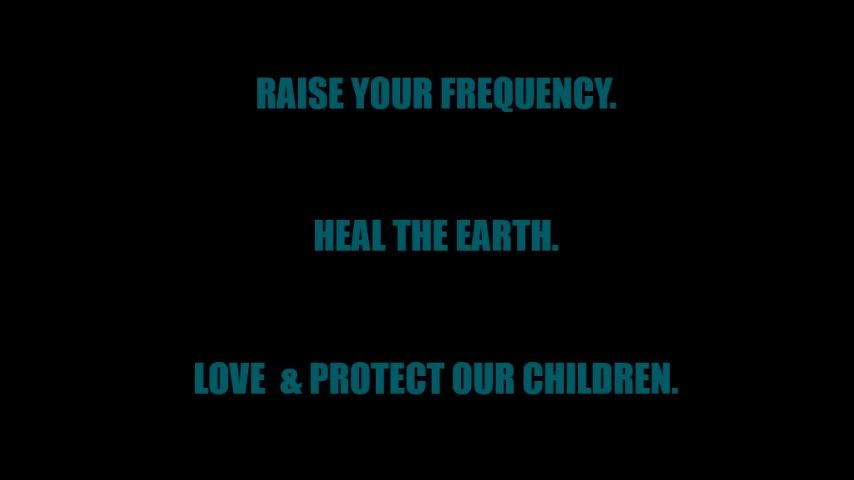 RAISE YOUR FREQUENCY.
HEAL THE EARTH.
LOVE & PROTECT OUR CHILDREN.